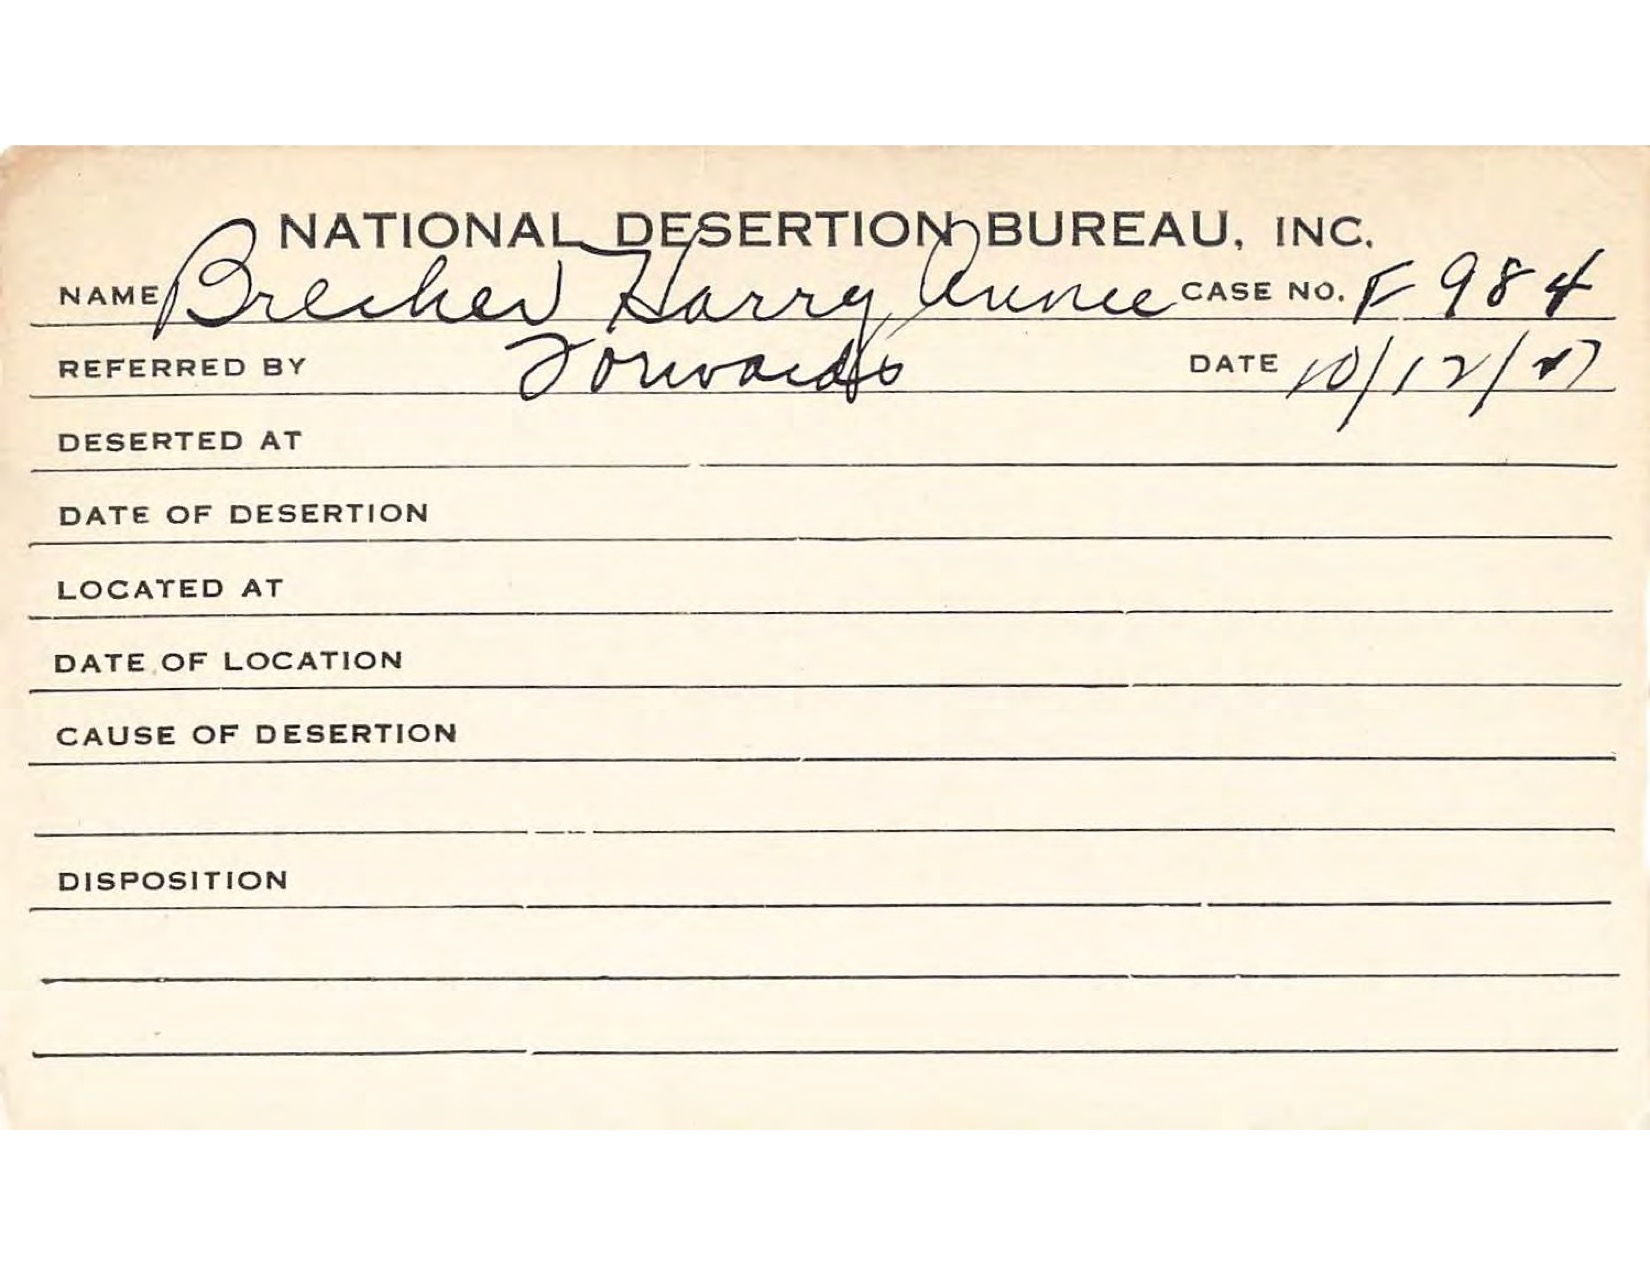 NATIONAL DESERTION BUREAU, INC.
NAME Brecher Harry, Annie CASE NO. F 984
REFERRED BY Forwards DATE 10/12/27
DESERTED AT
DATE OF DESERTION
LOCATED AT
DATE OF LOCATION
CAUSE OF DESERTION
DISPOSITION